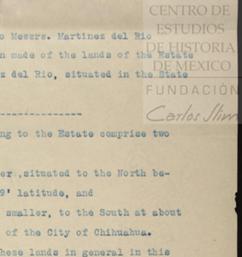 CENTRO DE
ESTUDIOS
DE HISTORIA
DE MEXICO
FUNDACIÓN
Carlos Slim
o Messrs. Martinez del Rio
n made of the lands of the Estate
z del Rio, situated in the State
ng to the Estate comprise two
er, situated to the North be-
9' latitude, and
smaller, to the South at about
of the City of Chihuahua.
hese lands in general in this